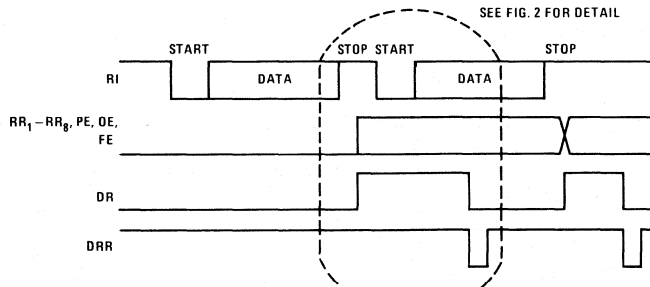 SEE FIG. 2 FOR DETAIL
START STOP START STOP
RI DATA DATA
RR1–RR8, PE, OE,
FE
DR
DRR